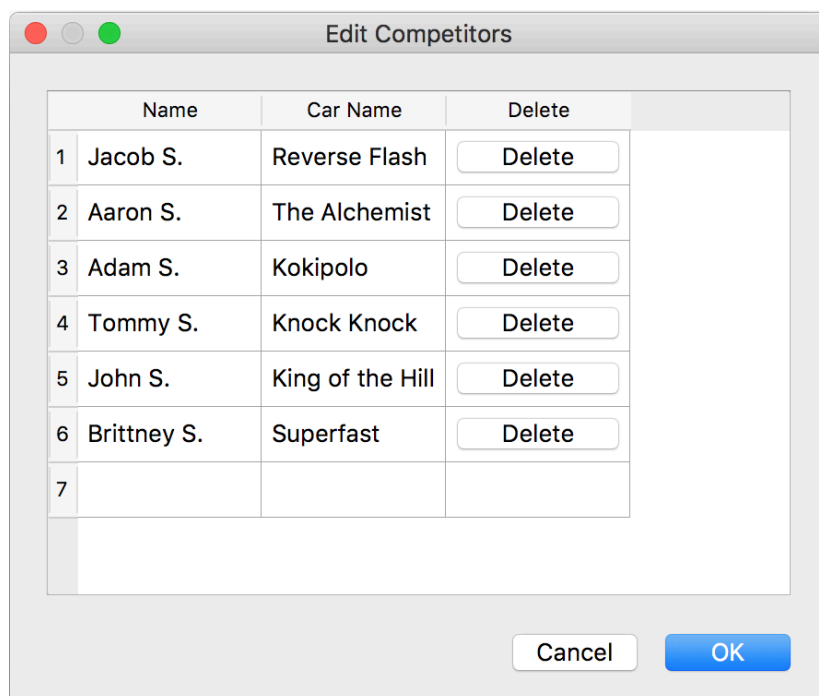 Edit Competitors
Name Car Name Delete
1 Jacob S. Reverse Flash Delete
2 Aaron S. The Alchemist Delete
3 Adam S. Kokipolo Delete
4 Tommy S. Knock Knock Delete
5 John S. King of the Hill Delete
6 Brittney S. Superfast Delete
7
Cancel OK